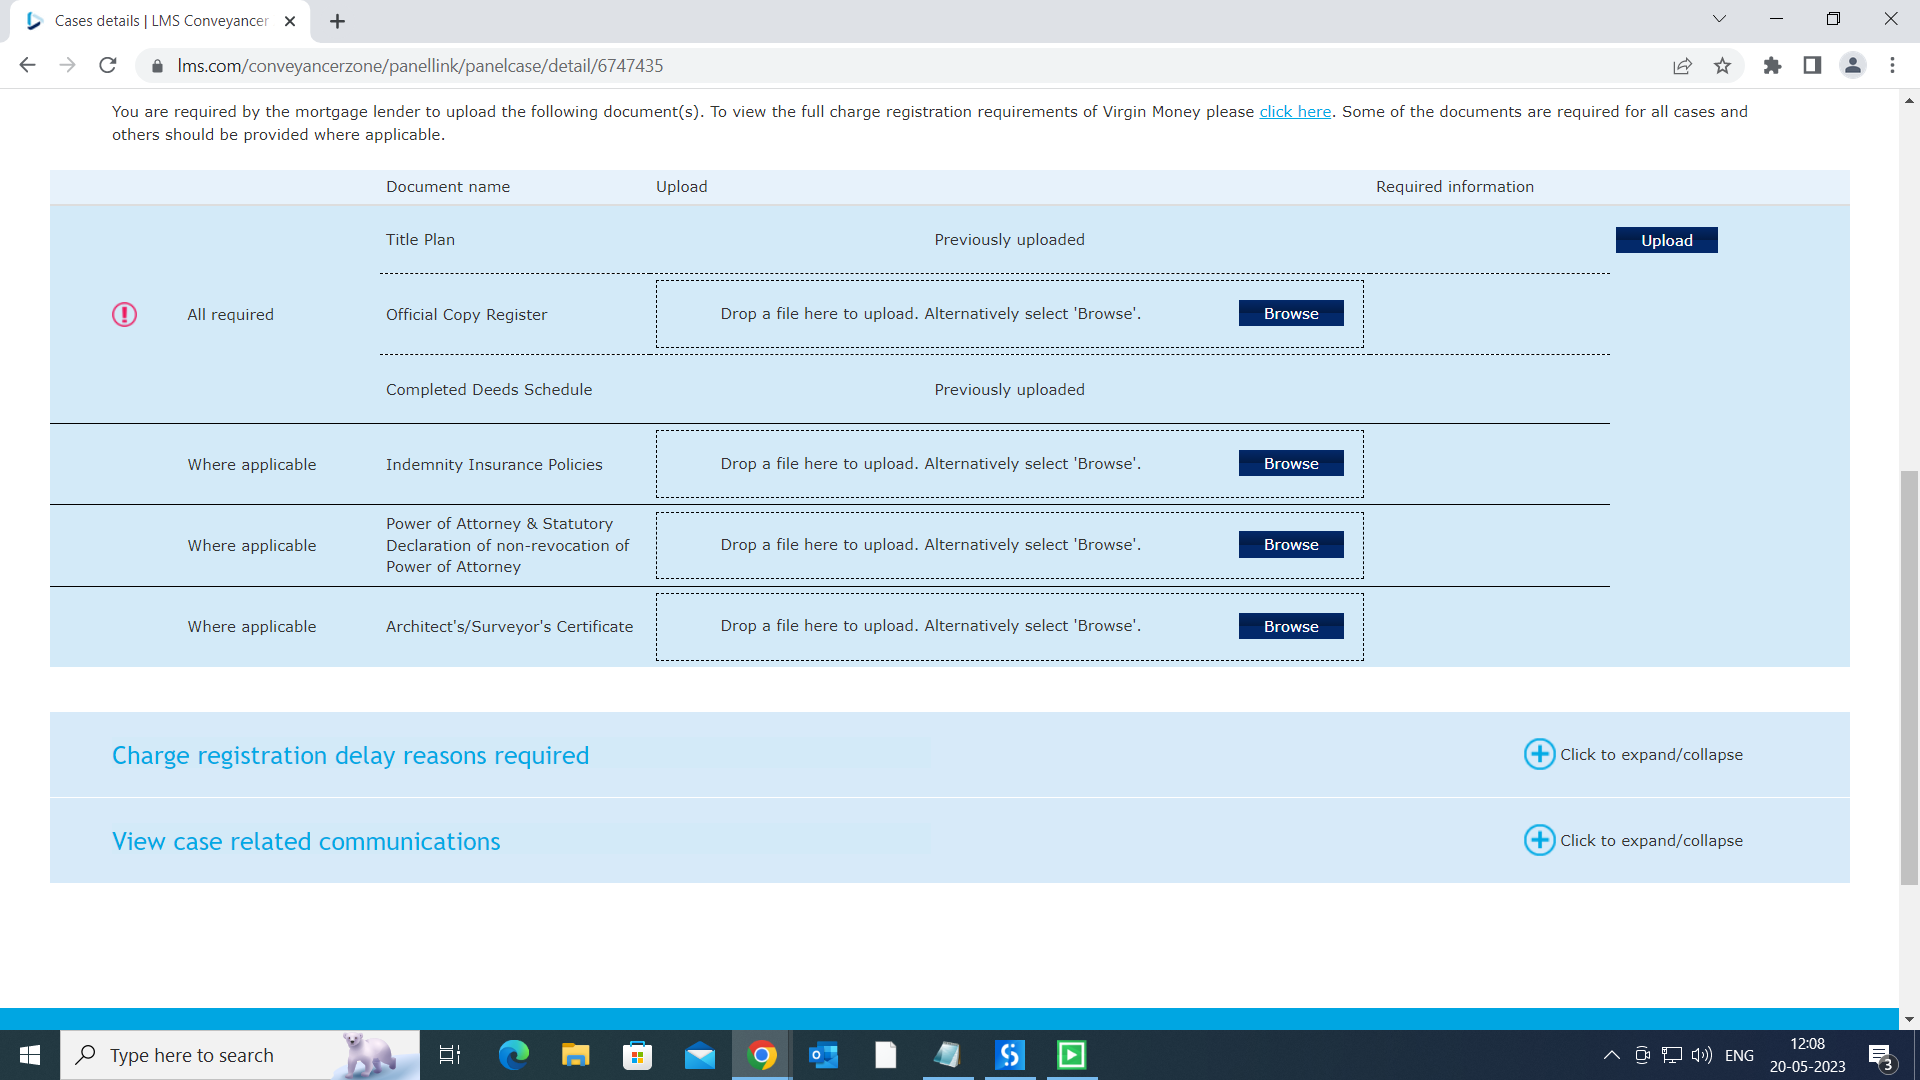 Cases details | LMS Conveyancer
lms.com/conveyancerzone/panellink/panelcase/detail/6747435
You are required by the mortgage lender to upload the following document(s). To view the full charge registration requirements of Virgin Money please click here. Some of the documents are required for all cases and
others should be provided where applicable.
Document name Upload Required information
Title Plan Previously uploaded Upload
All required Official Copy Register Drop a file here to upload. Alternatively select 'Browse'. Browse
Completed Deeds Schedule Previously uploaded
Where applicable Indemnity Insurance Policies Drop a file here to upload. Alternatively select 'Browse'. Browse
Power of Attorney & Statutory
Where applicable Declaration of non-revocation of Drop a file here to upload. Alternatively select 'Browse'. Browse
Power of Attorney
Where applicable Architect's/Surveyor's Certificate Drop a file here to upload. Alternatively select 'Browse'. Browse
Charge registration delay reasons required Click to expand/collapse
View case related communications Click to expand/collapse
Type here to search
ENG
12:08
20-05-2023
3